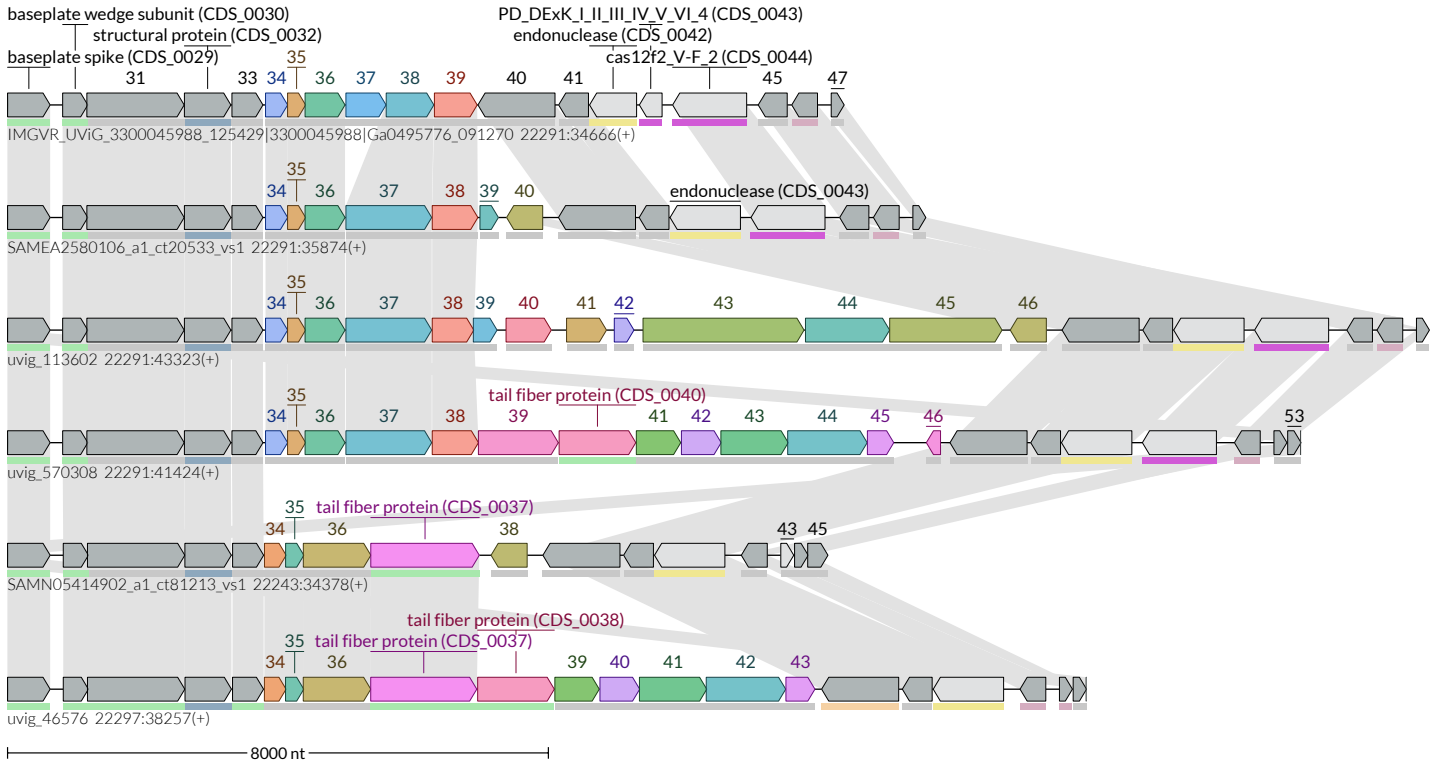 baseplate wedge subunit (CDS_0030) PD_DExK_I_II_III_IV_V_VI_4 (CDS_0043)
structural protein (CDS_0032) endonuclease (CDS_0042)
baseplate spike (CDS_0029) 35 cas12f2_V-F_2 (CDS_0044)
31 33 34 36 37 38 39 40 41 45 47
IMGVR_UViG_3300045988_125429|3300045988|Ga0495776_091270 22291:34666(+)
35
34 36 37 38 39 40 endonuclease (CDS_0043)
SAMEA2580106_a1_ct20533_vs1 22291:35874(+)
35
34 36 37 38 39 40 41 42 43 44 45 46
uvig_113602 22291:43323(+)
35 tail fiber protein (CDS_0040)
34 36 37 38 39 41 42 43 44 45 46 53
uvig_570308 22291:41424(+)
35 tail fiber protein (CDS_0037)
34 36 38 43 45
SAMN05414902_a1_ct81213_vs1 22243:34378(+)
tail fiber protein (CDS_0038)
35 tail fiber protein (CDS_0037)
34 36 39 40 41 42 43
uvig_46576 22297:38257(+)
8000 nt